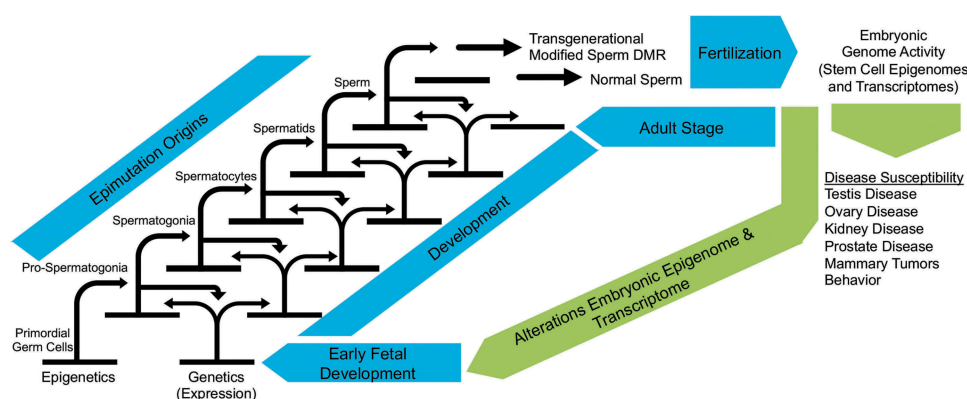 Transgenerational
Modified Sperm DMR
Normal Sperm
Fertilization
Embryonic
Genome Activity
(Stem Cell Epigenomes
and Transcriptomes)
Epimutation Origins
Sperm
Spermatids
Spermatocytes
Spermatogonia
Pro-Spermatogonia
Primordial
Germ Cells
Epigenetics
Genetics
(Expression)
Adult Stage
Development
Early Fetal
Development
Alterations Embryonic Epigenome &
Transcriptome
Disease Susceptibility
Testis Disease
Ovary Disease
Kidney Disease
Prostate Disease
Mammary Tumors
Behavior